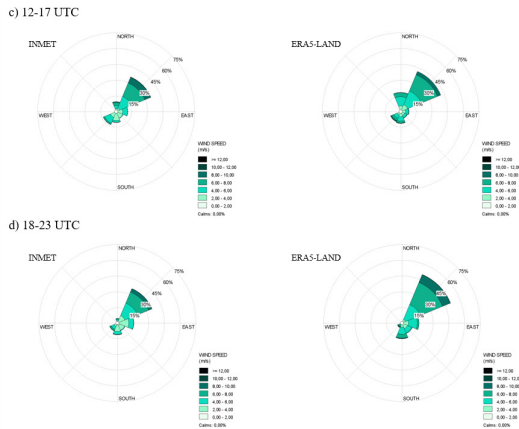 c) 12-17 UTC
INMET
NORTH
75%
60%
45%
30%
15%
WEST
EAST
SOUTH
WIND SPEED
(m/s)
>= 12,00
10,00 - 12,00
8,00 - 10,00
6,00 - 8,00
4,00 - 6,00
2,00 - 4,00
0,00 - 2,00
Calms: 0,00%
ERA5-LAND
NORTH
75%
60%
45%
30%
15%
WEST
EAST
SOUTH
WIND SPEED
(m/s)
>= 12,00
10,00 - 12,00
8,00 - 10,00
6,00 - 8,00
4,00 - 6,00
2,00 - 4,00
0,00 - 2,00
Calms: 0,00%
d) 18-23 UTC
INMET
NORTH
75%
60%
45%
30%
15%
WEST
EAST
SOUTH
WIND SPEED
(m/s)
>= 12,00
10,00 - 12,00
8,00 - 10,00
6,00 - 8,00
4,00 - 6,00
2,00 - 4,00
0,00 - 2,00
Calms: 0,00%
ERA5-LAND
NORTH
75%
60%
45%
30%
15%
WEST
EAST
SOUTH
WIND SPEED
(m/s)
>= 12,00
10,00 - 12,00
8,00 - 10,00
6,00 - 8,00
4,00 - 6,00
2,00 - 4,00
0,00 - 2,00
Calms: 0,00%